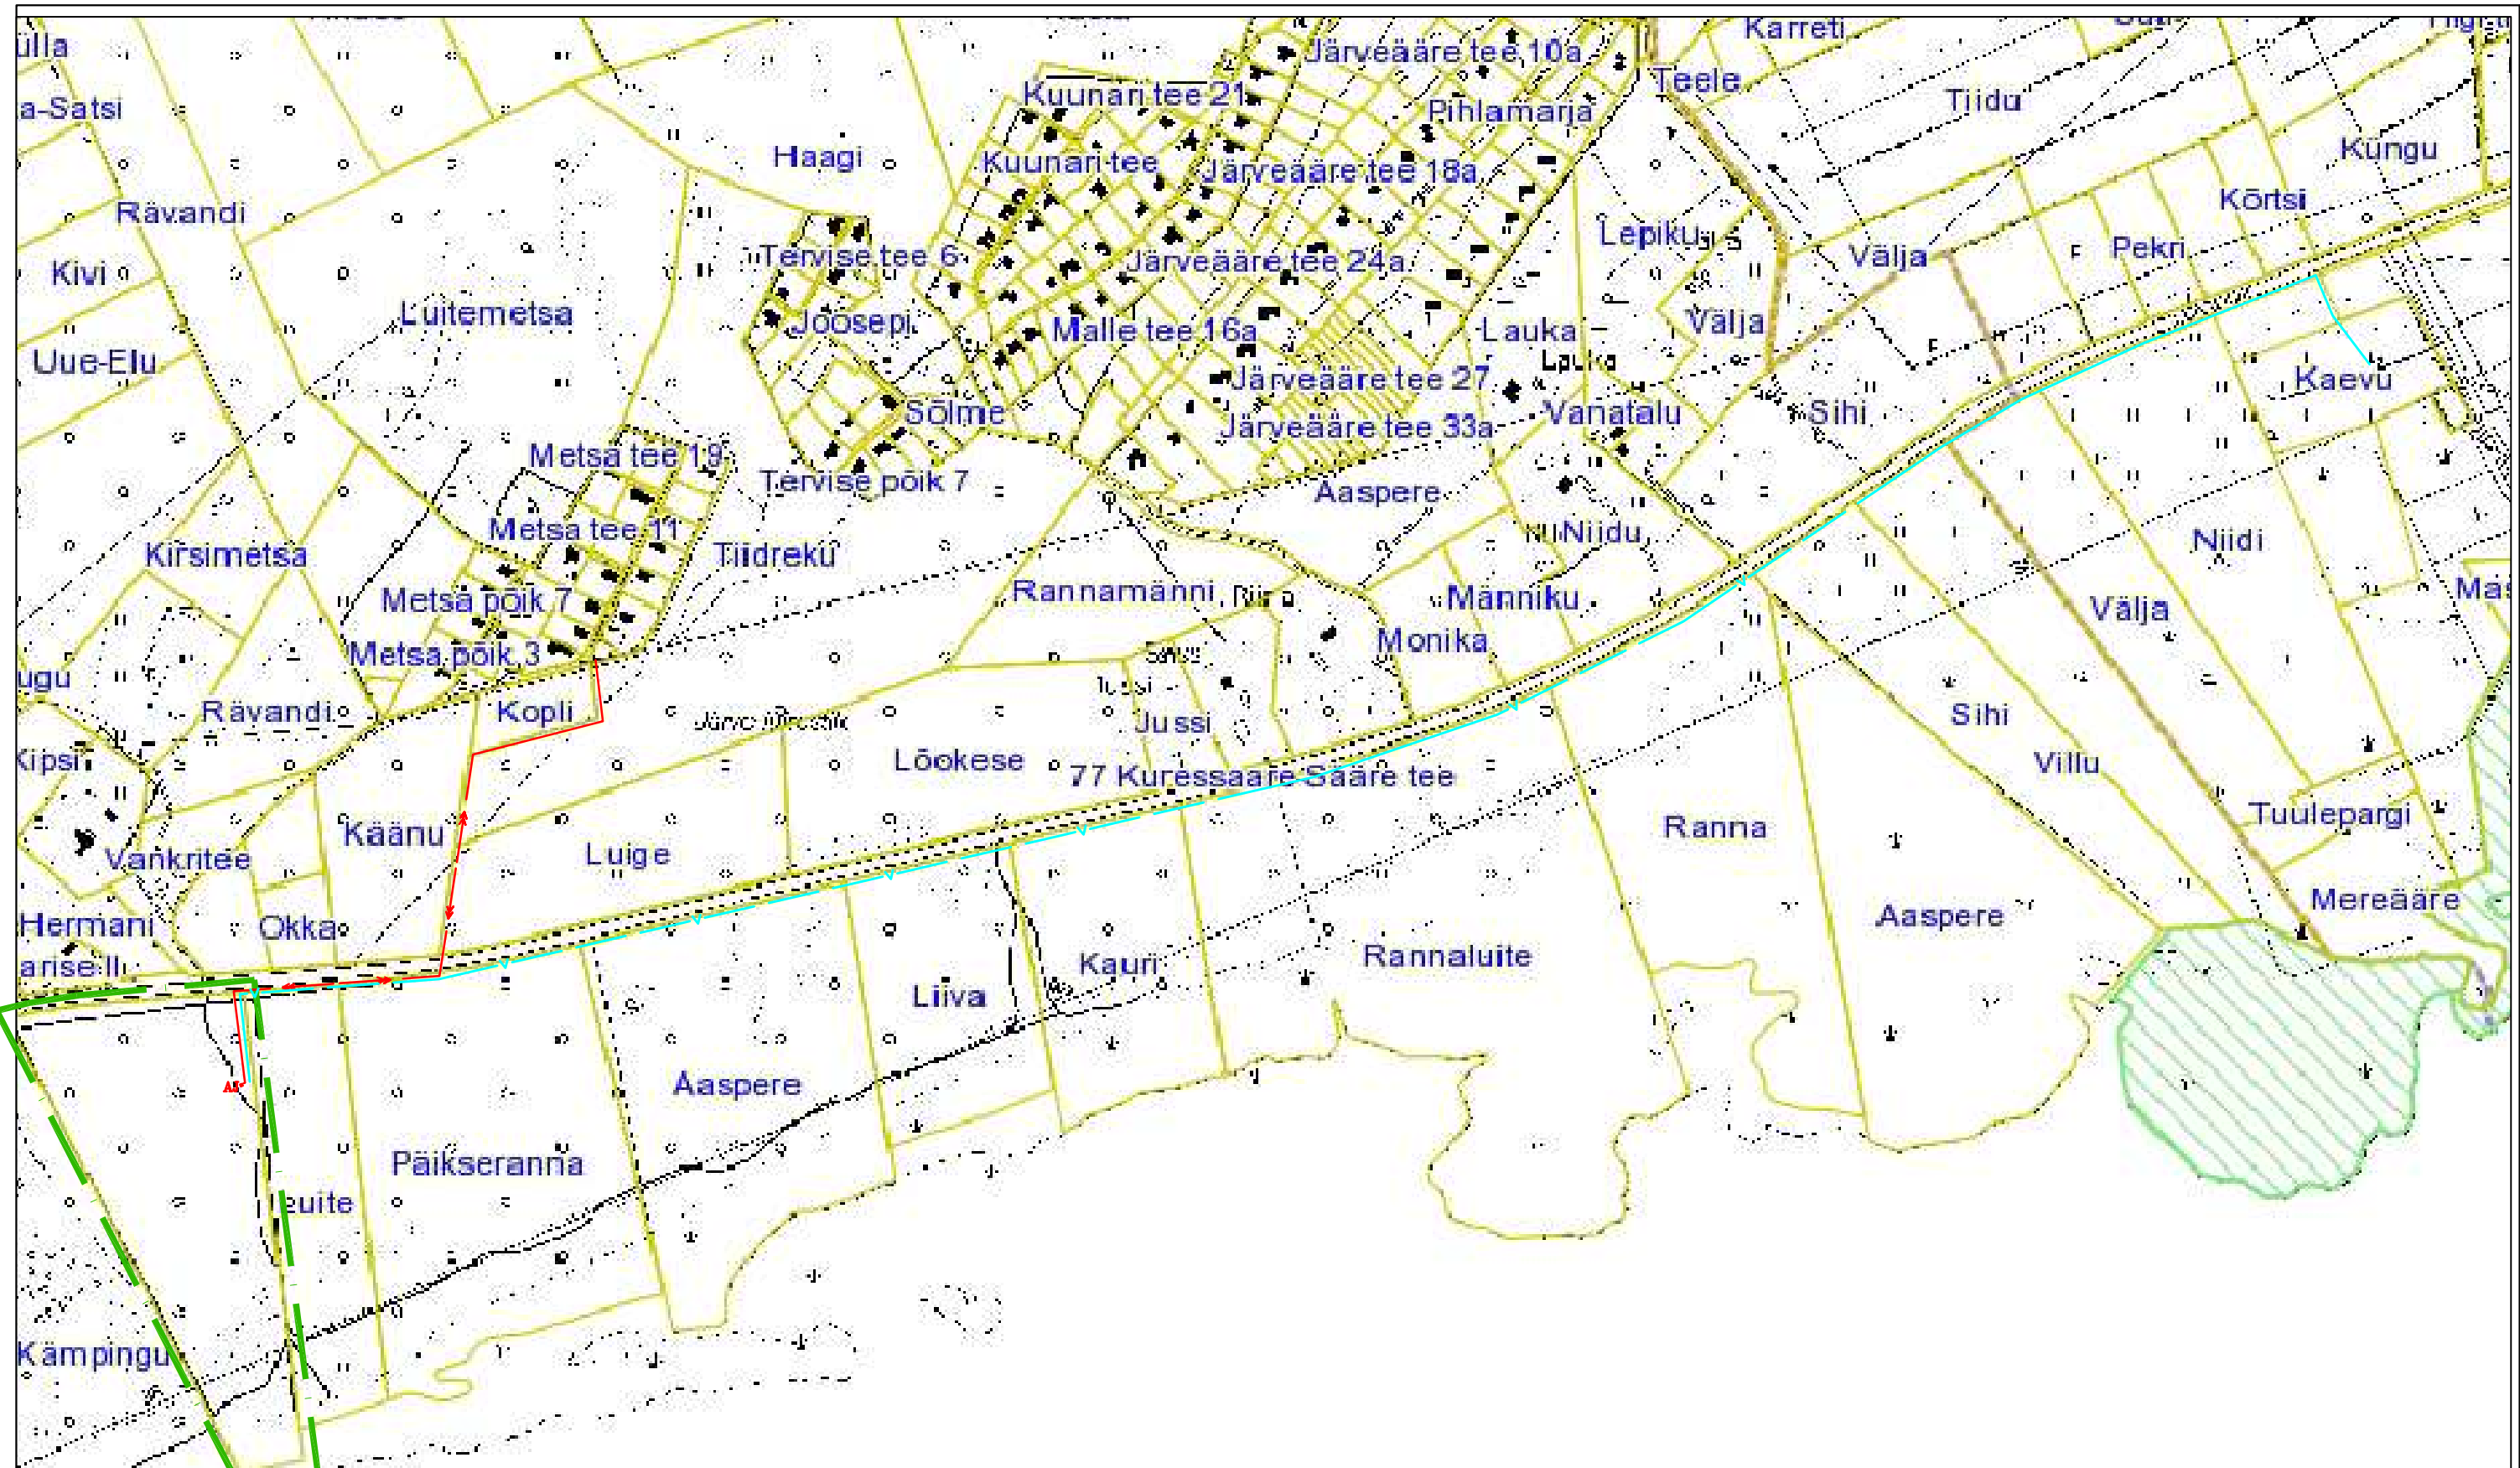 Karreti
Järveääre tee 10a
Teele
Kuunari tee 21
Tiidu
a-Satsi
Pihlamarja
Haagi
Kuunari tee
Järveääre tee 18a
Kungu
Rävandi
Kõrtsi
Lepiku
Pekri
Tervise tee 6
Järveääre tee 24a
Välja
Kivi
Luitemetsa
Joosepi
Malle tee 16a
Lauka
Välja
Lauka
Uue-Elu
Järveääre tee 27
Kaevu
Sõlme
Vanatalu
Sihi
Järveääre tee 33a
Metsa tee 19
Tervise põik 7
Aaspere
Metsa tee 11
Niidu
Niidi
Kirsimetsa
Tiidreku
Rannamänni
Metsa põik 7
Männiku
Välja
Monika
Metsa põik 3
ugu
Rävandi
Kopli
Jussi
Sihi
Kipsi
Lõokese
77 Kuressaare Sääre tee
Villu
Käänu
Luige
Ranna
Tuulepargi
Vankritee
Mereääre
Hermani
Okka
Aaspere
arise II
Kauri
Rannaluite
Liiva
Aaspere
Päikseranna
Kämpingu